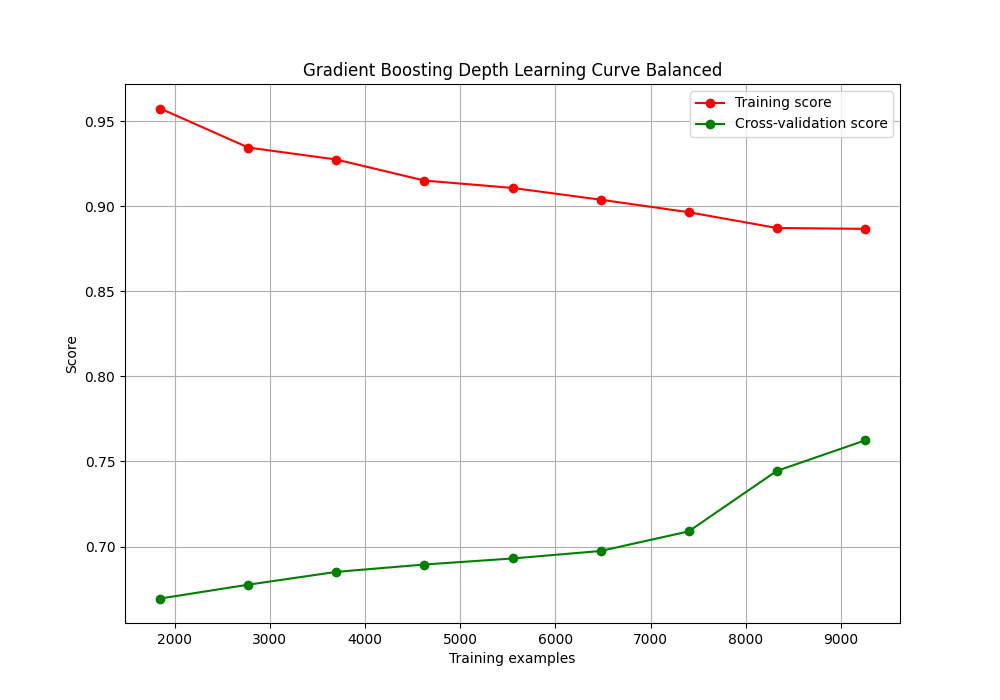 Gradient Boosting Depth Learning Curve Balanced
Training score
Cross-validation score
0.95
0.90
0.85
0.80
0.75
0.70
Score
2000 3000 4000 5000 6000 7000 8000 9000
Training examples